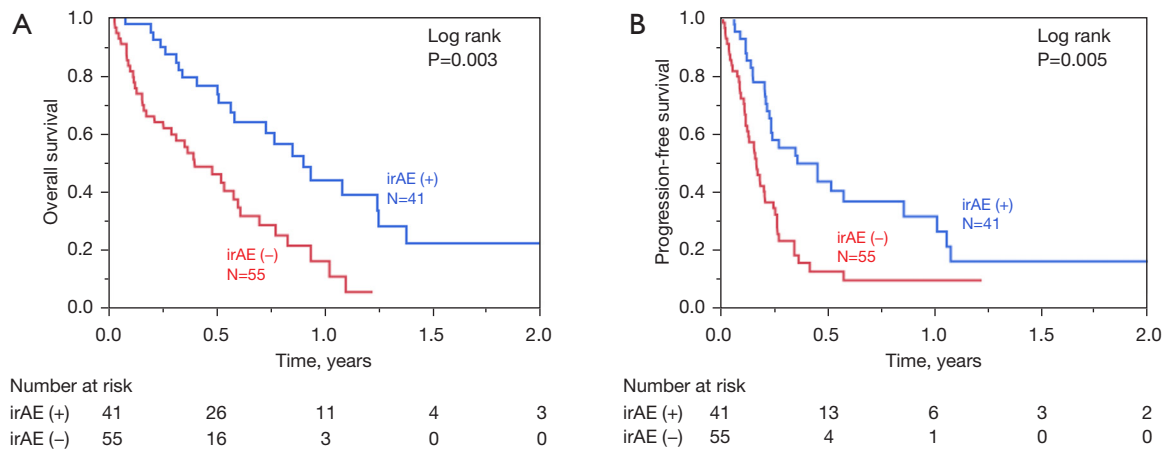 A
Overall survival
1.0
0.8
0.6
0.4
0.2
0.0
Log rank
P=0.003
irAE (+)
N=41
irAE (–)
N=55
0.0 0.5 1.0 1.5 2.0
Time, years
Number at risk
irAE (+) 41 26 11 4 3
irAE (–) 55 16 3 0 0
B
Progression-free survival
1.0
0.8
0.6
0.4
0.2
0.0
Log rank
P=0.005
irAE (+)
N=41
irAE (–)
N=55
0.0 0.5 1.0 1.5 2.0
Time, years
Number at risk
irAE (+) 41 13 6 3 2
irAE (–) 55 4 1 0 0